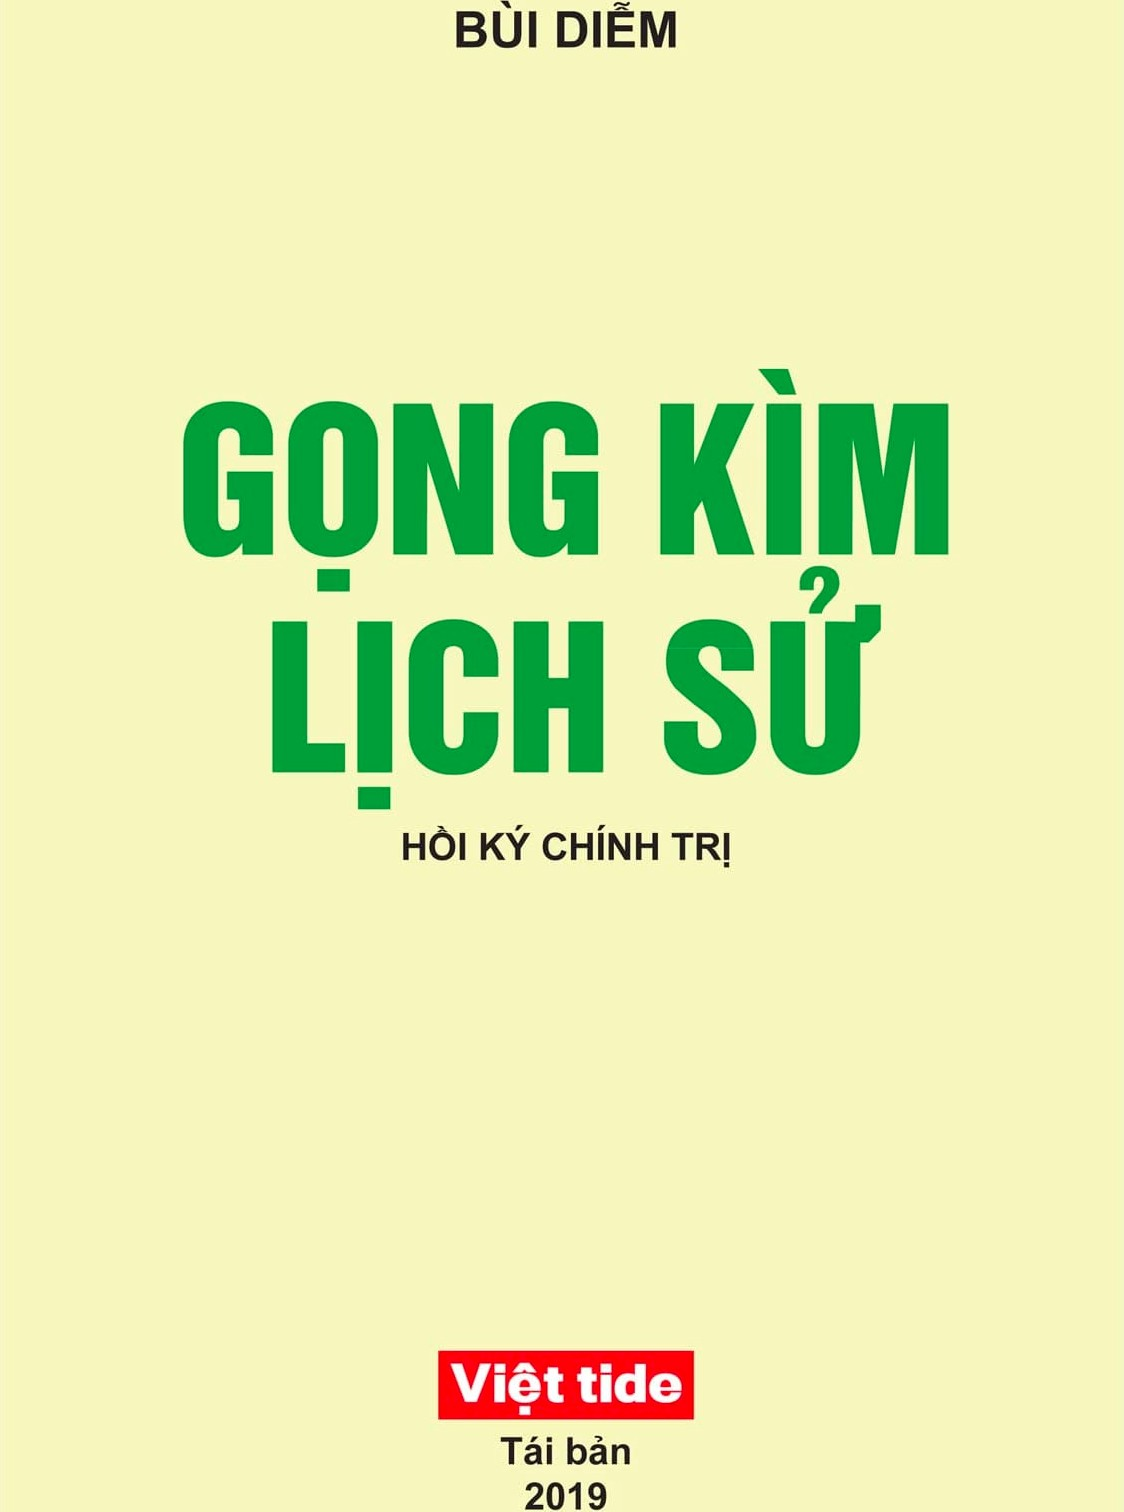 BÙI DIỄM
GỌNG KÌM
LỊCH SỬ
HỒI KÝ CHÍNH TRỊ
Việt tide
Tái bản
2019